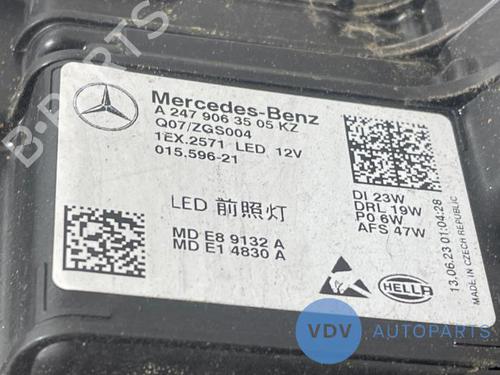 Mercedes-Benz
A 247 906 35 05 KZ
Q07/ZGS004
1EX.2571 LED 12V
015.596-21
LED 前照灯
MD E8 9132 A
MD E1 4830 A
DI 23W
DRL 19W
PO 6W
AFS 47W
13.06.23 01:04:28
MADE IN CZECH REPUBLIC
HELLA
B-PARTS
VDV AUTOPARTS